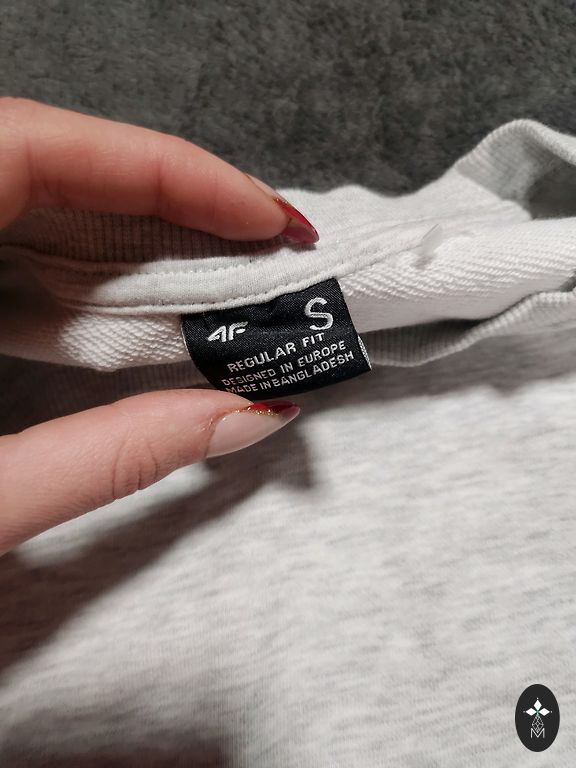 4F S
REGULAR FIT
DESIGNED IN EUROPE
MADE IN BANGLADESH
M